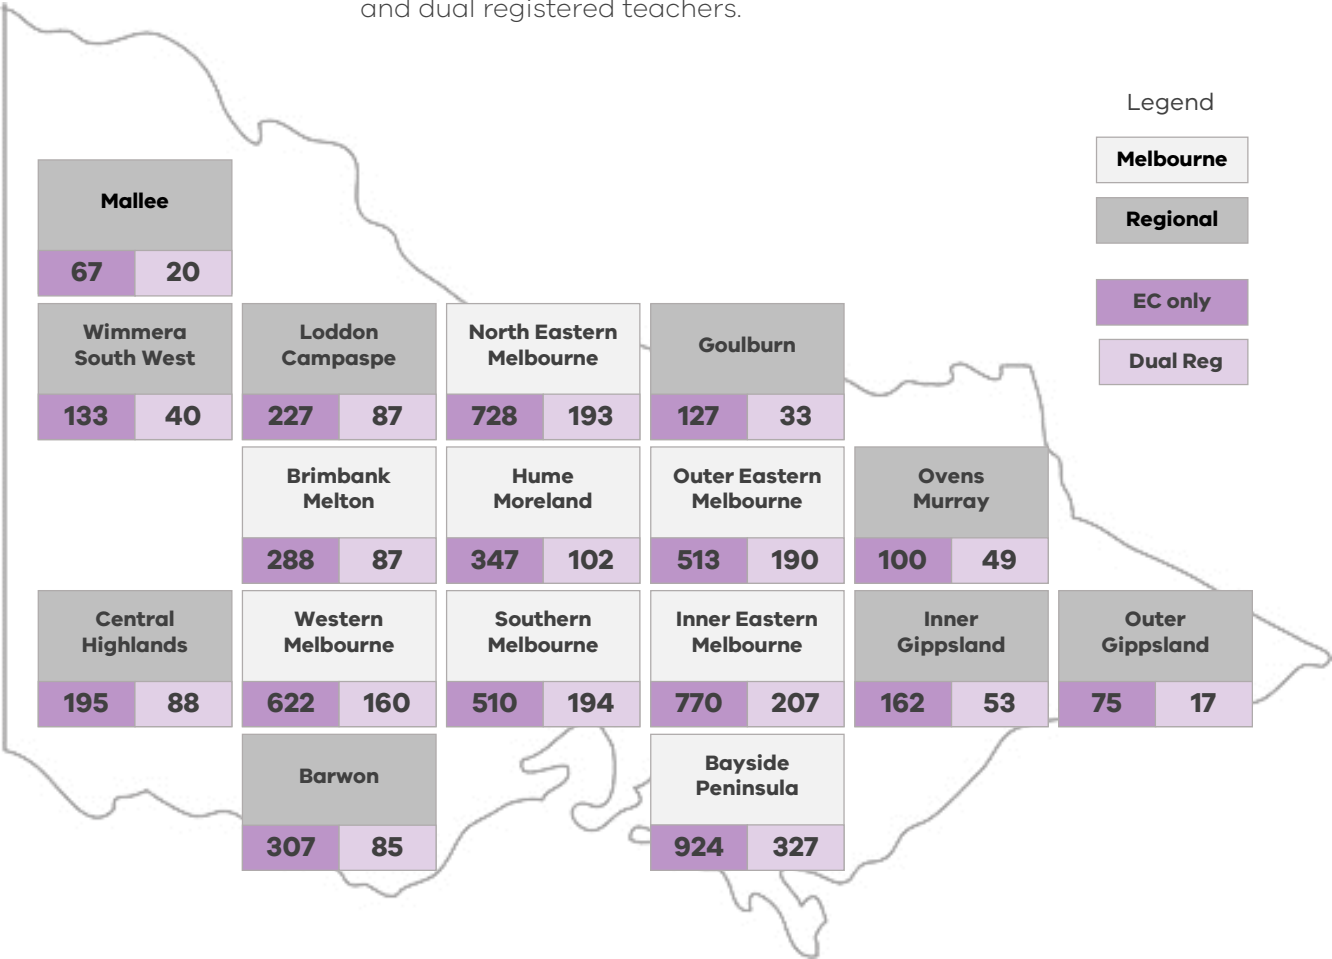 and dual registered teachers.
Legend
Melbourne
Regional
EC only
Dual Reg
Mallee
67 20
Wimmera
South West
133 40
Loddon
Campaspe
227 87
North Eastern
Melbourne
728 193
Goulburn
127 33
Brimbank
Melton
288 87
Hume
Moreland
347 102
Outer Eastern
Melbourne
513 190
Ovens
Murray
100 49
Central
Highlands
195 88
Western
Melbourne
622 160
Southern
Melbourne
510 194
Inner Eastern
Melbourne
770 207
Inner
Gippsland
162 53
Outer
Gippsland
75 17
Barwon
307 85
Bayside
Peninsula
924 327